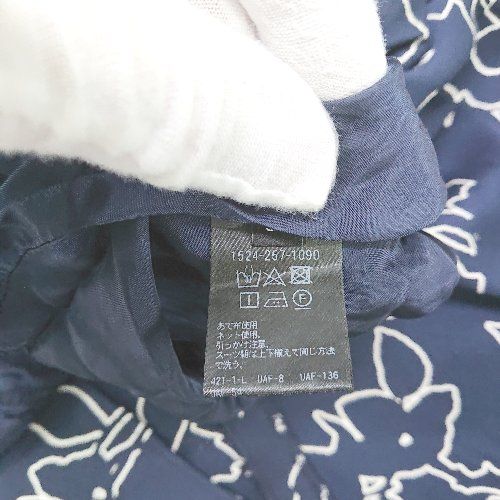 1524-267-1090
あて布使用
ネット使用。
引っかけ注意。
スーツ類は上下揃えて同じ方法
で洗う。
421-1-L UAF-8 UAF-136